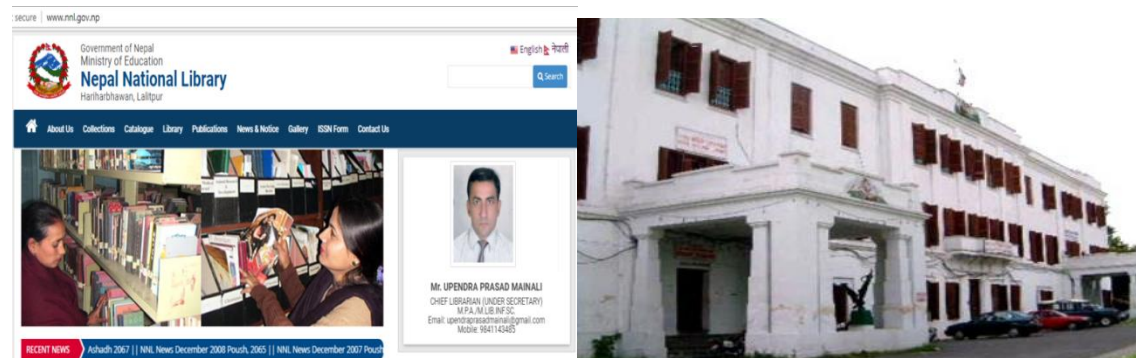 secure | www.nnl.gov.np
Government of Nepal
Ministry of Education
Nepal National Library
Hariharbhawan, Lalitpur
English नेपाली
Search
About Us Collections Catalogue Library Publications News & Notice Gallery ISSN Form Contact Us
Mr. UPENDRA PRASAD MAINALI
CHIEF LIBRARIAN (UNDER SECRETARY)
M.P.A./M.LIB.INF.SC.
Email: upendraprasadmainali@gmail.com
Mobile: 9841143485
RECENT NEWS Ashadh 2067 || NNL News December 2008 Poush, 2065 || NNL News December 2007 Poush